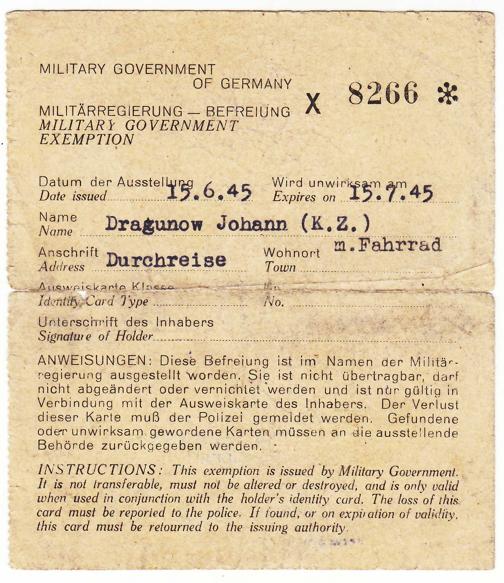 MILITARY GOVERNMENT
OF GERMANY
X 8266 *
MILITÄRREGIERUNG — BEFREIUNG
MILITARY GOVERNMENT
EXEMPTION
Datum der Ausstellung 15.6.45 Wird unwirksam am 15.7.45
Date issued Expires on
Name Dragunow Johann (K.Z.)
Name
m.Fahrrad
Anschrift Durchreise Wohnort
Address Town
Ausweiskarte Klasse
Identity Card Type No.
Unterschrift des Inhabers
Signature of Holder
ANWEISUNGEN: Diese Befreiung ist im Namen der Militär-
regierung ausgestellt worden. Sie ist nicht übertragbar, darf
nicht abgeändert oder vernichtet werden und ist nur gültig in
Verbindung mit der Ausweiskarte des Inhabers. Der Verlust
dieser Karte muß der Polizei gemeldet werden. Gefundene
oder unwirksam gewordene Karten müssen an die ausstellende
Behörde zurückgegeben werden.
INSTRUCTIONS: This exemption is issued by Military Government.
It is not transferable, must not be altered or destroyed, and is only valid
when used in conjunction with the holder's identity card. The loss of this
card must be reported to the police. If found, or on expiration of validity,
this card must be retourned to the issuing authority.